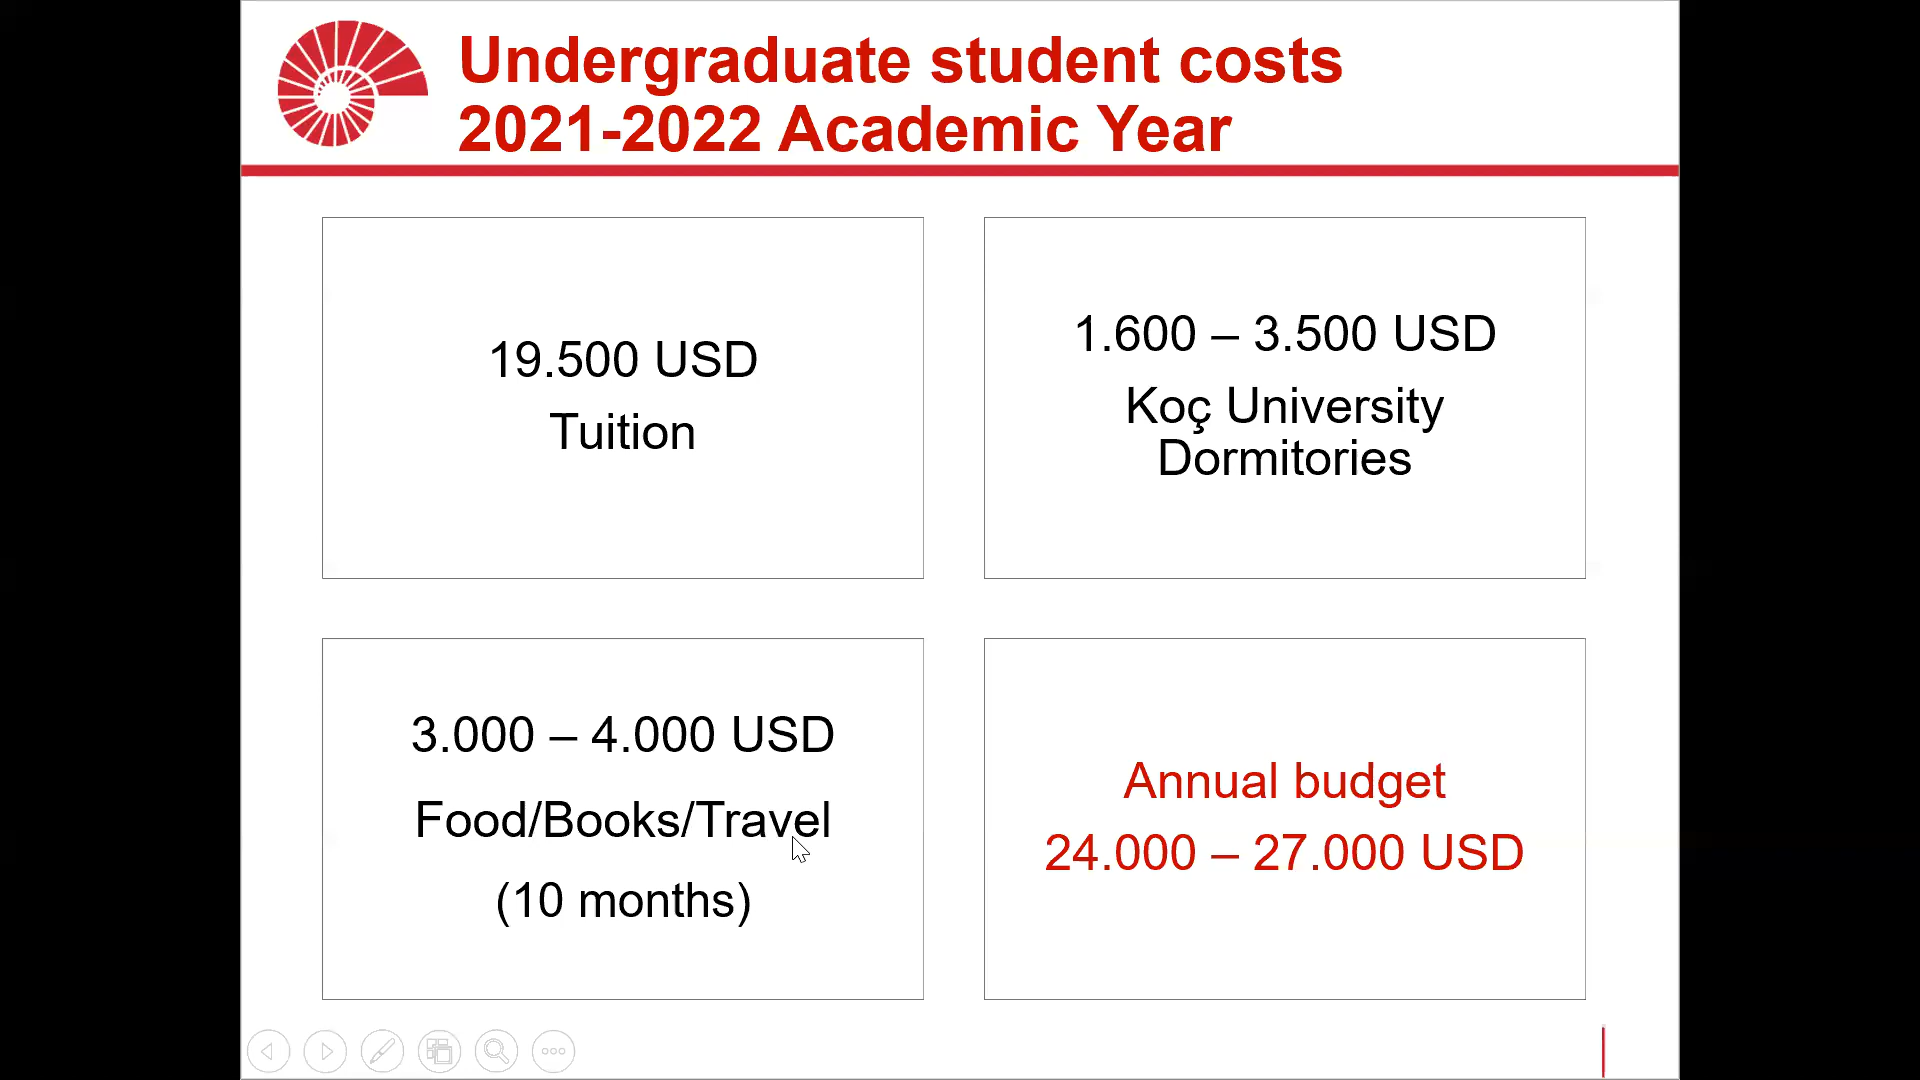 Undergraduate student costs
2021-2022 Academic Year
19.500 USD
Tuition
1.600 – 3.500 USD
Koç University
Dormitories
3.000 – 4.000 USD
Food/Books/Travel
(10 months)
Annual budget
24.000 – 27.000 USD